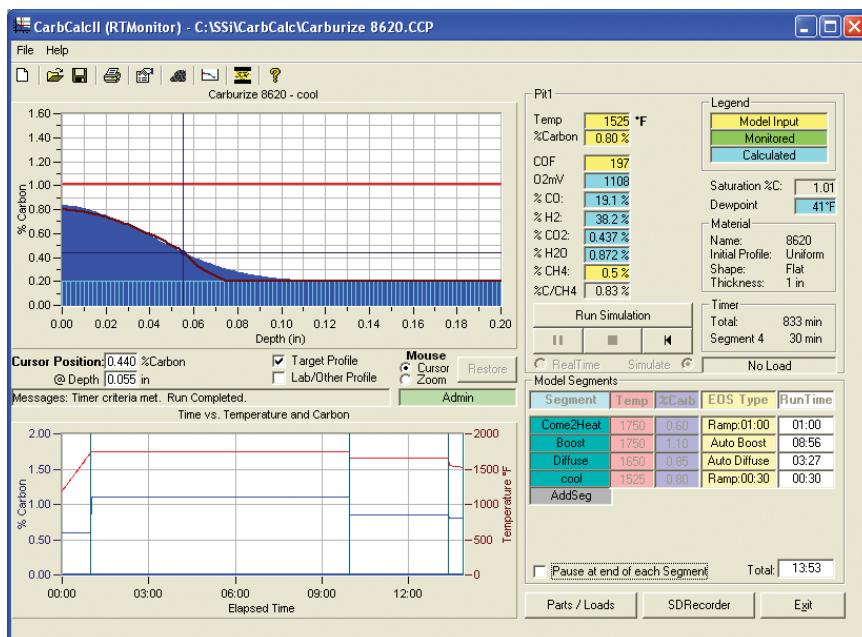 CarbCalcII (RTMonitor) - C:\SSi\CarbCalc\Carburize 8620.CCP
File Help
Carburize 8620 - cool
1.60
1.40
1.20
1.00
0.80
0.60
0.40
0.20
0.00
% Carbon
0.00 0.02 0.04 0.06 0.08 0.10 0.12 0.14 0.16 0.18 0.20
Depth (in)
Cursor Position: 0.440 %Carbon
@ Depth 0.055 in
Target Profile
Lab/Other Profile
Mouse
Cursor
Zoom
Restore
Messages: Timer criteria met. Run Completed.
Admin
Time vs. Temperature and Carbon
2.00
1.50
1.00
0.50
0.00
% Carbon
2000
1500
1000
500
0
Temperature °F
00:00 03:00 06:00 09:00 12:00
Elapsed Time
Pit1
Temp 1525 °F
%Carbon 0.80 %
COF 197
O2mV 1108
% CO: 19.1 %
% H2: 38.2 %
% CO2: 0.437 %
% H2O 0.872 %
% CH4: 0.5 %
%C/CH4 0.83 %
Legend
Model Input
Monitored
Calculated
Saturation %C: 1.01
Dewpoint 41°F
Material
Name: 8620
Initial Profile: Uniform
Shape: Flat
Thickness: 1 in
Run Simulation
RealTime Simulate
Timer
Total: 833 min
Segment 4 30 min
No Load
Model Segments
Segment Temp %Carb EOS Type RunTime
Come2Heat 1750 0.60 Ramp:01:00 01:00
Boost 1750 1.10 Auto Boost 08:56
Diffuse 1650 0.85 Auto Diffuse 03:27
cool 1525 0.80 Ramp:00:30 00:30
AddSeg
Pause at end of each Segment
Total: 13:53
Parts / Loads SDRecorder Exit